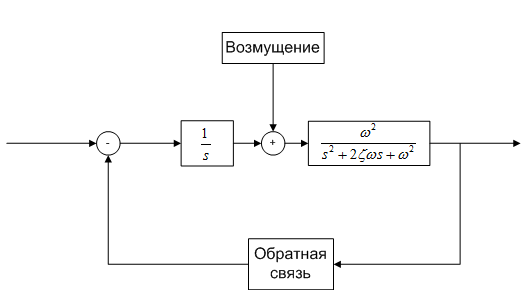 Возмущение
- 1/s + ω²/(s² + 2ζωs + ω²)
Обратная
связь